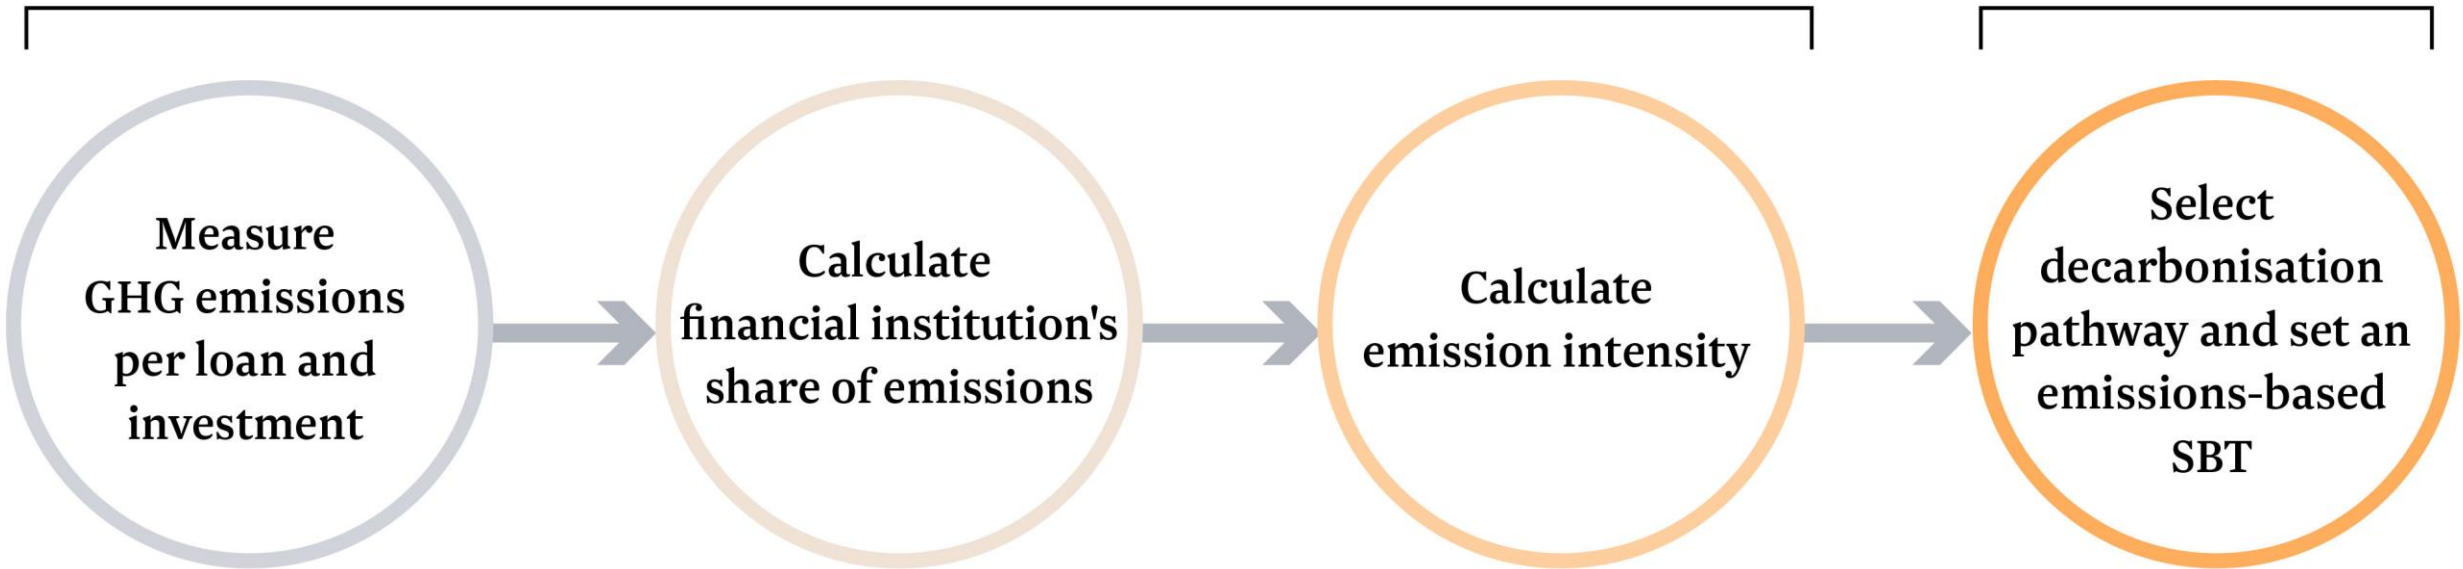 Measure
GHG emissions
per loan and
investment
Calculate
financial institution's
share of emissions
Calculate
emission intensity
Select
decarbonisation
pathway and set an
emissions-based
SBT